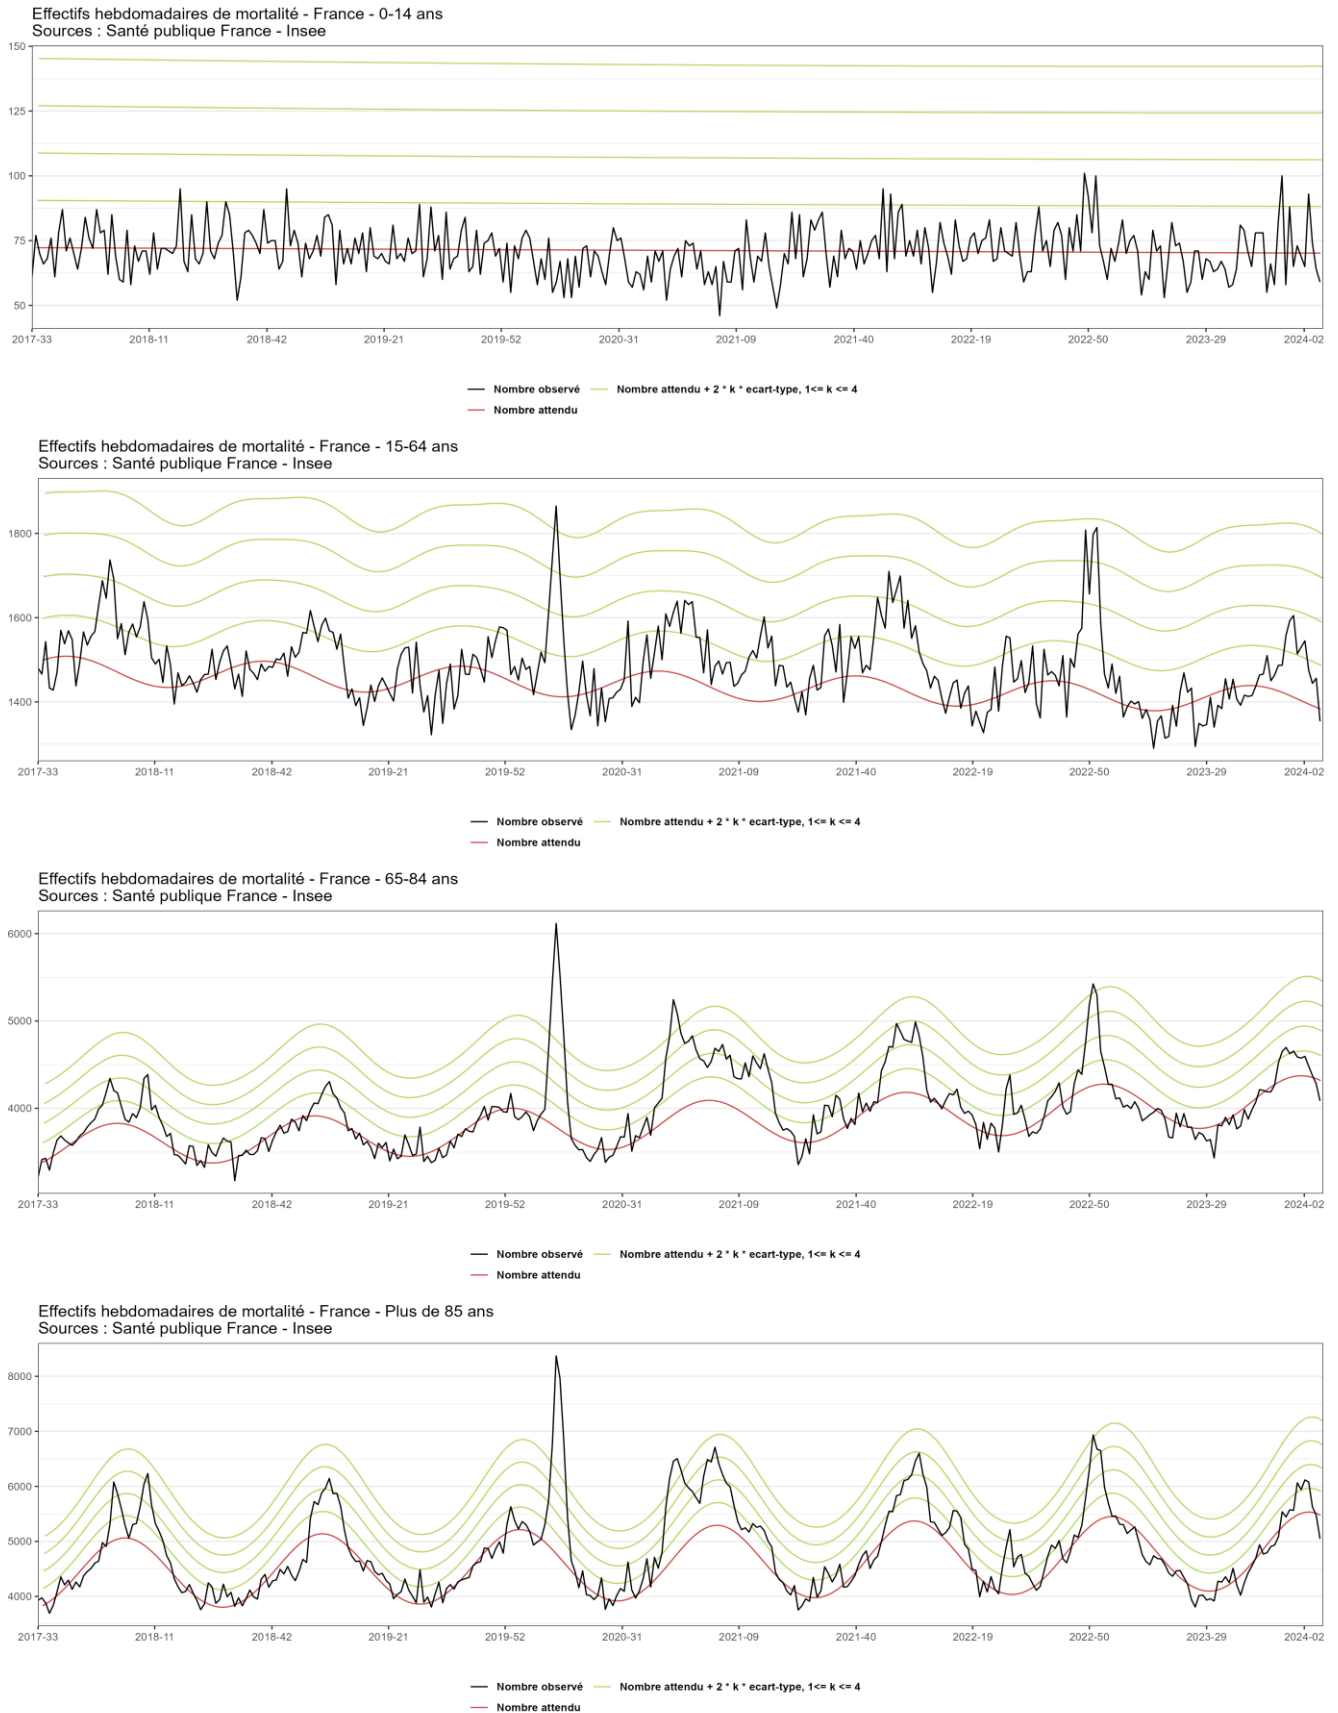 Effectifs hebdomadaires de mortalité - France - 0-14 ans
Sources : Santé publique France - Insee
150
125
100
75
50
2017-33 2018-11 2018-42 2019-21 2019-52 2020-31 2021-09 2021-40 2022-19 2022-50 2023-29 2024-02
Nombre observé Nombre attendu + 2 * k * ecart-type, 1<= k <= 4
Nombre attendu
Effectifs hebdomadaires de mortalité - France - 15-64 ans
Sources : Santé publique France - Insee
1800
1600
1400
2017-33 2018-11 2018-42 2019-21 2019-52 2020-31 2021-09 2021-40 2022-19 2022-50 2023-29 2024-02
Nombre observé Nombre attendu + 2 * k * ecart-type, 1<= k <= 4
Nombre attendu
Effectifs hebdomadaires de mortalité - France - 65-84 ans
Sources : Santé publique France - Insee
6000
5000
4000
2017-33 2018-11 2018-42 2019-21 2019-52 2020-31 2021-09 2021-40 2022-19 2022-50 2023-29 2024-02
Nombre observé Nombre attendu + 2 * k * ecart-type, 1<= k <= 4
Nombre attendu
Effectifs hebdomadaires de mortalité - France - Plus de 85 ans
Sources : Santé publique France - Insee
8000
7000
6000
5000
4000
2017-33 2018-11 2018-42 2019-21 2019-52 2020-31 2021-09 2021-40 2022-19 2022-50 2023-29 2024-02
Nombre observé Nombre attendu + 2 * k * ecart-type, 1<= k <= 4
Nombre attendu